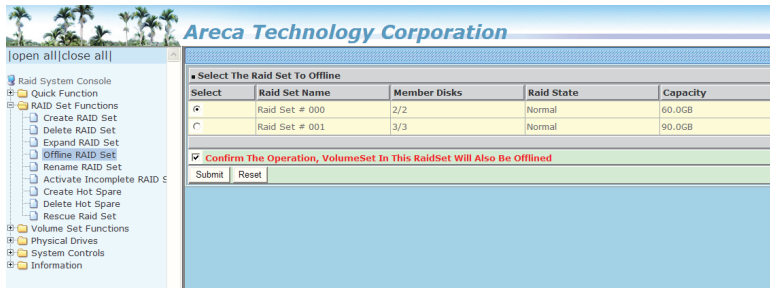 Areca Technology Corporation
|open all|close all|
Raid System Console
Quick Function
RAID Set Functions
Create RAID Set
Delete RAID Set
Expand RAID Set
Offline RAID Set
Rename RAID Set
Activate Incomplete RAID S
Create Hot Spare
Delete Hot Spare
Rescue Raid Set
Volume Set Functions
Physical Drives
System Controls
Information
Select The Raid Set To Offline
Select Raid Set Name Member Disks Raid State Capacity
Raid Set # 000 2/2 Normal 60.0GB
Raid Set # 001 3/3 Normal 90.0GB
Confirm The Operation, VolumeSet In This RaidSet Will Also Be Offlined
Submit Reset